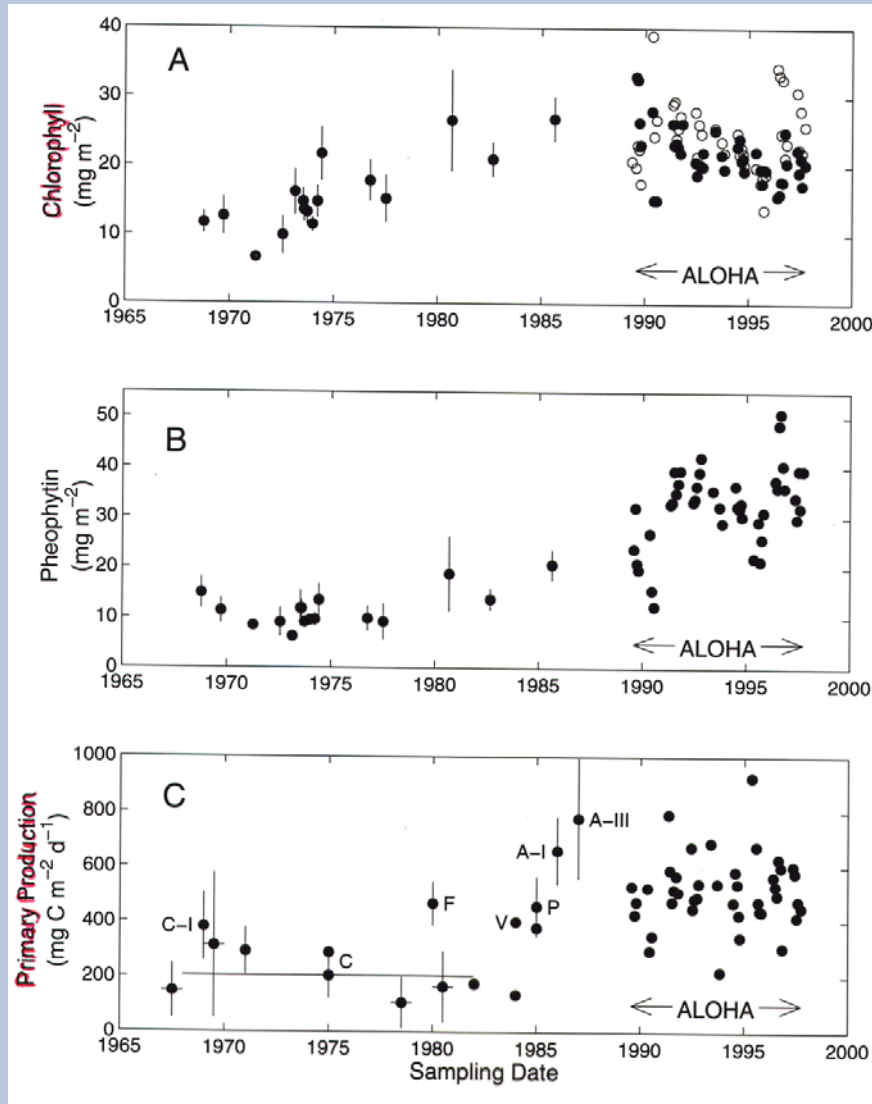 A
Chlorophyll
(mg m⁻²)
40
30
20
10
0
ALOHA
1965 1970 1975 1980 1985 1990 1995 2000
B
Pheophytin
(mg m⁻²)
50
40
30
20
10
0
ALOHA
1965 1970 1975 1980 1985 1990 1995 2000
C
Primary Production
(mg C m⁻² d⁻¹)
1000
800
600
400
200
0
A-III
A-I
F
P
V
C-I
C
ALOHA
1965 1970 1975 1980 1985 1990 1995 2000
Sampling Date